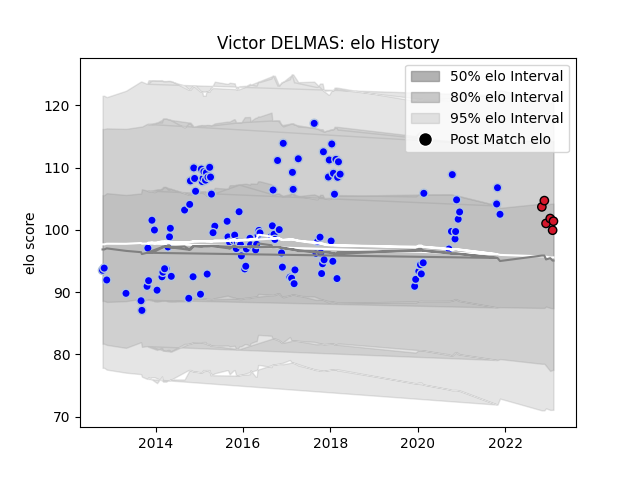 Victor DELMAS: elo History
50% elo Interval
80% elo Interval
95% elo Interval
Post Match elo
elo score
120
110
100
90
80
70
2014 2016 2018 2020 2022